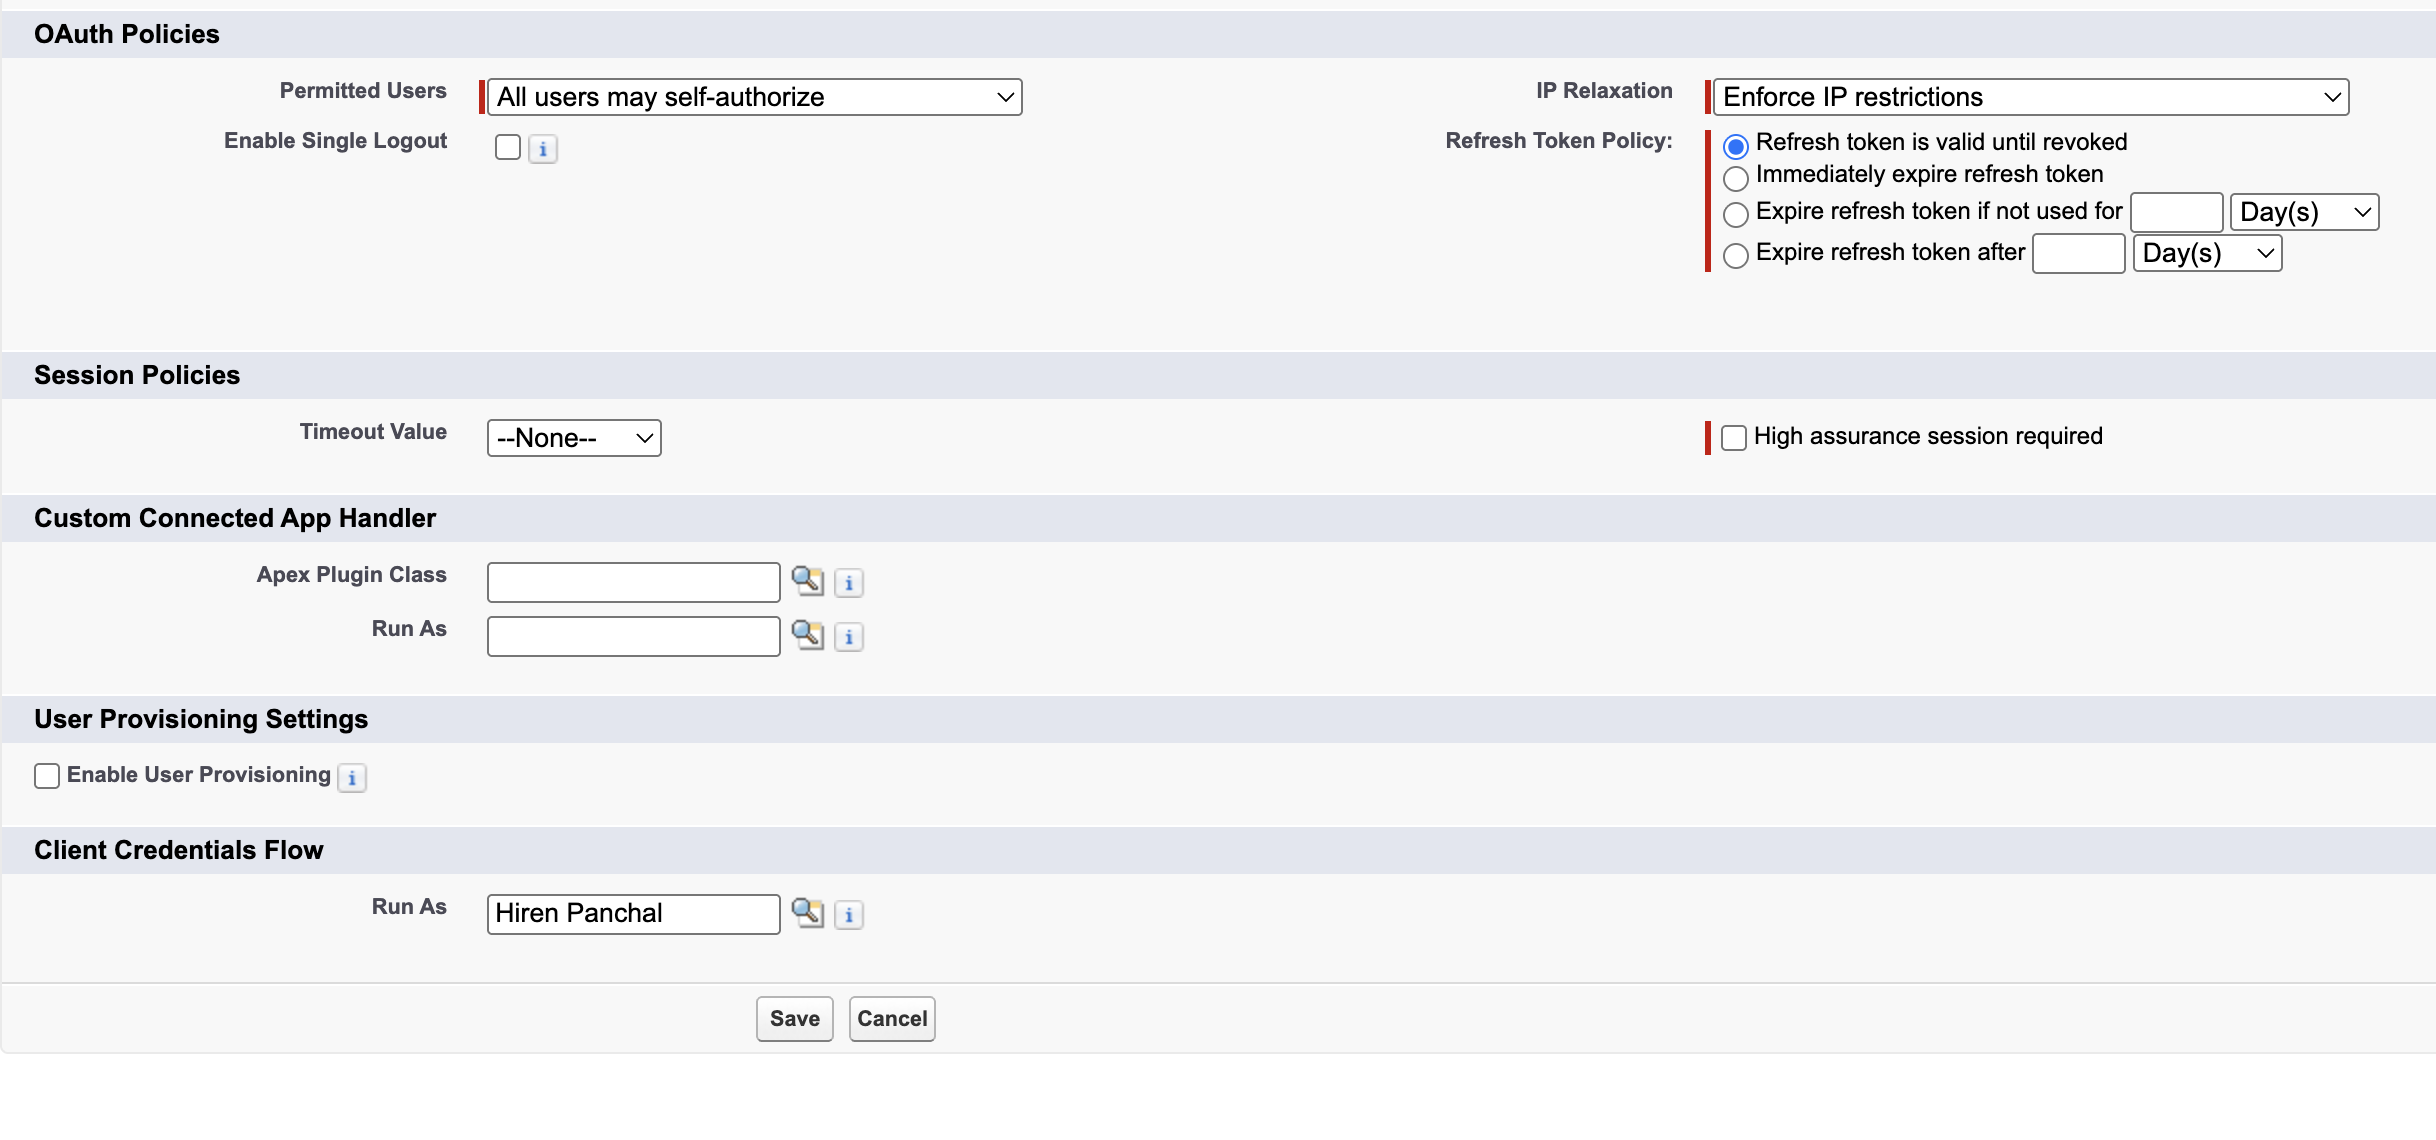 OAuth Policies
Permitted Users
All users may self-authorize
IP Relaxation
Enforce IP restrictions
Enable Single Logout
i
Refresh Token Policy:
Refresh token is valid until revoked
Immediately expire refresh token
Expire refresh token if not used for
Day(s)
Expire refresh token after
Day(s)
Session Policies
Timeout Value
--None--
High assurance session required
Custom Connected App Handler
Apex Plugin Class
i
Run As
i
User Provisioning Settings
Enable User Provisioning
i
Client Credentials Flow
Run As
Hiren Panchal
i
Save
Cancel